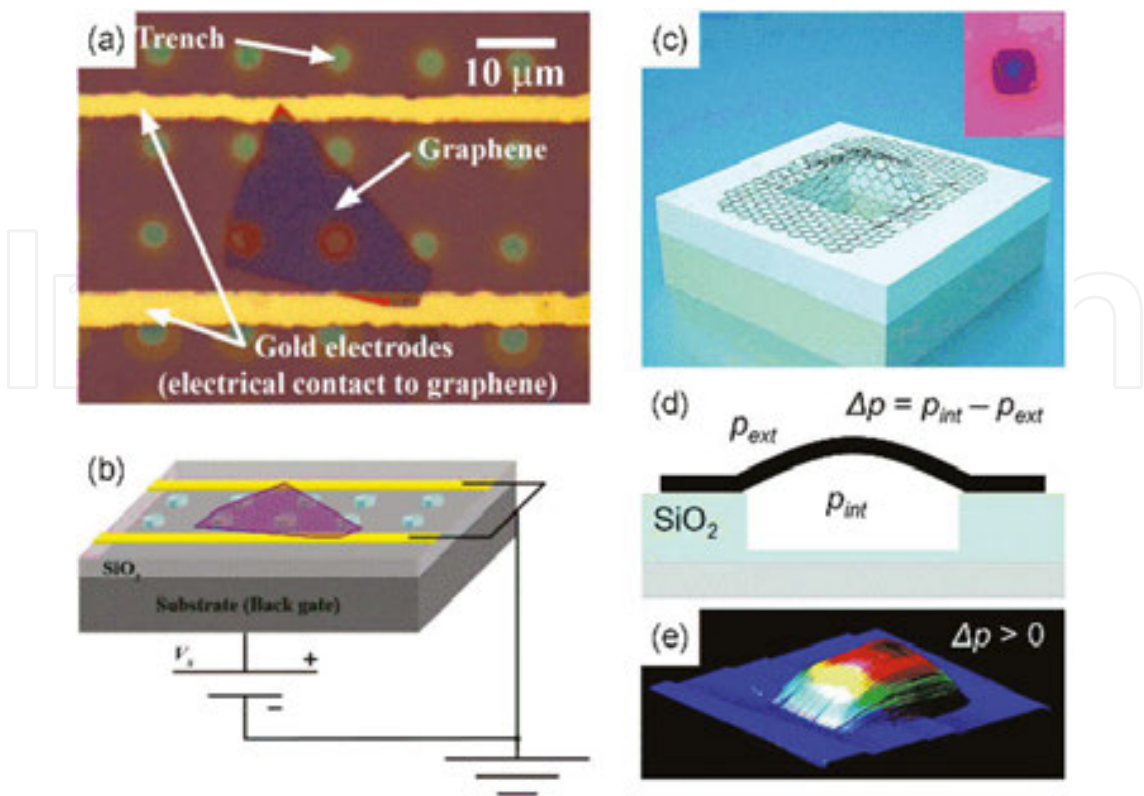 (a)
Trench
10 μm
Graphene
Gold electrodes
(electrical contact to graphene)
(b)
SiO₂
Substrate (Back gate)
+
−
(c)
(d)
Δp = pᵢₙₜ – pₑₓₜ
pₑₓₜ
pᵢₙₜ
SiO₂
(e)
Δp > 0